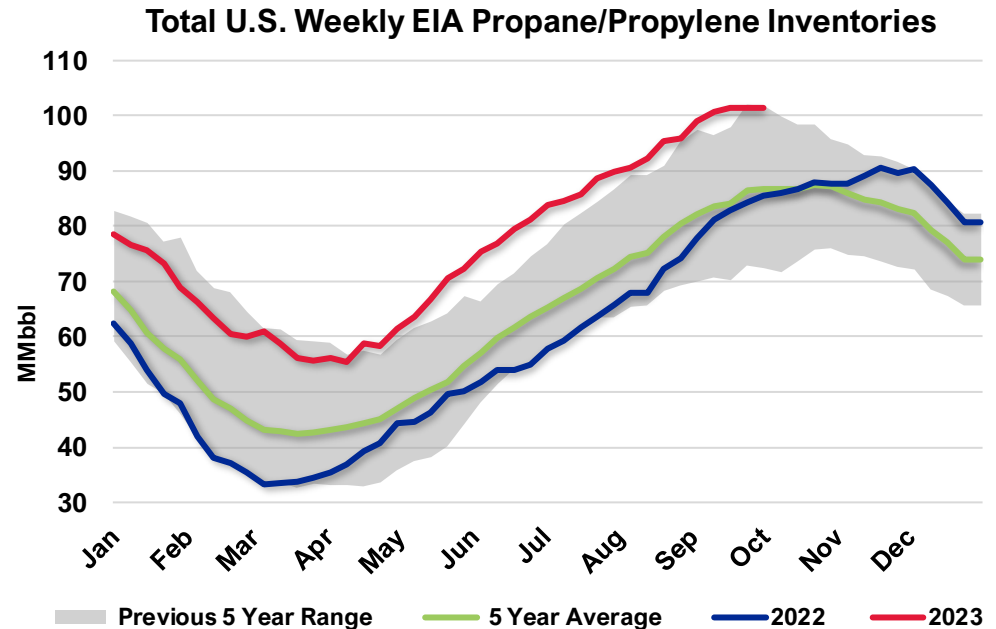 Total U.S. Weekly EIA Propane/Propylene Inventories
110
100
90
80
70
60
50
40
30
MMbbl
Jan
Feb
Mar
Apr
May
Jun
Jul
Aug
Sep
Oct
Nov
Dec
Previous 5 Year Range
5 Year Average
2022
2023